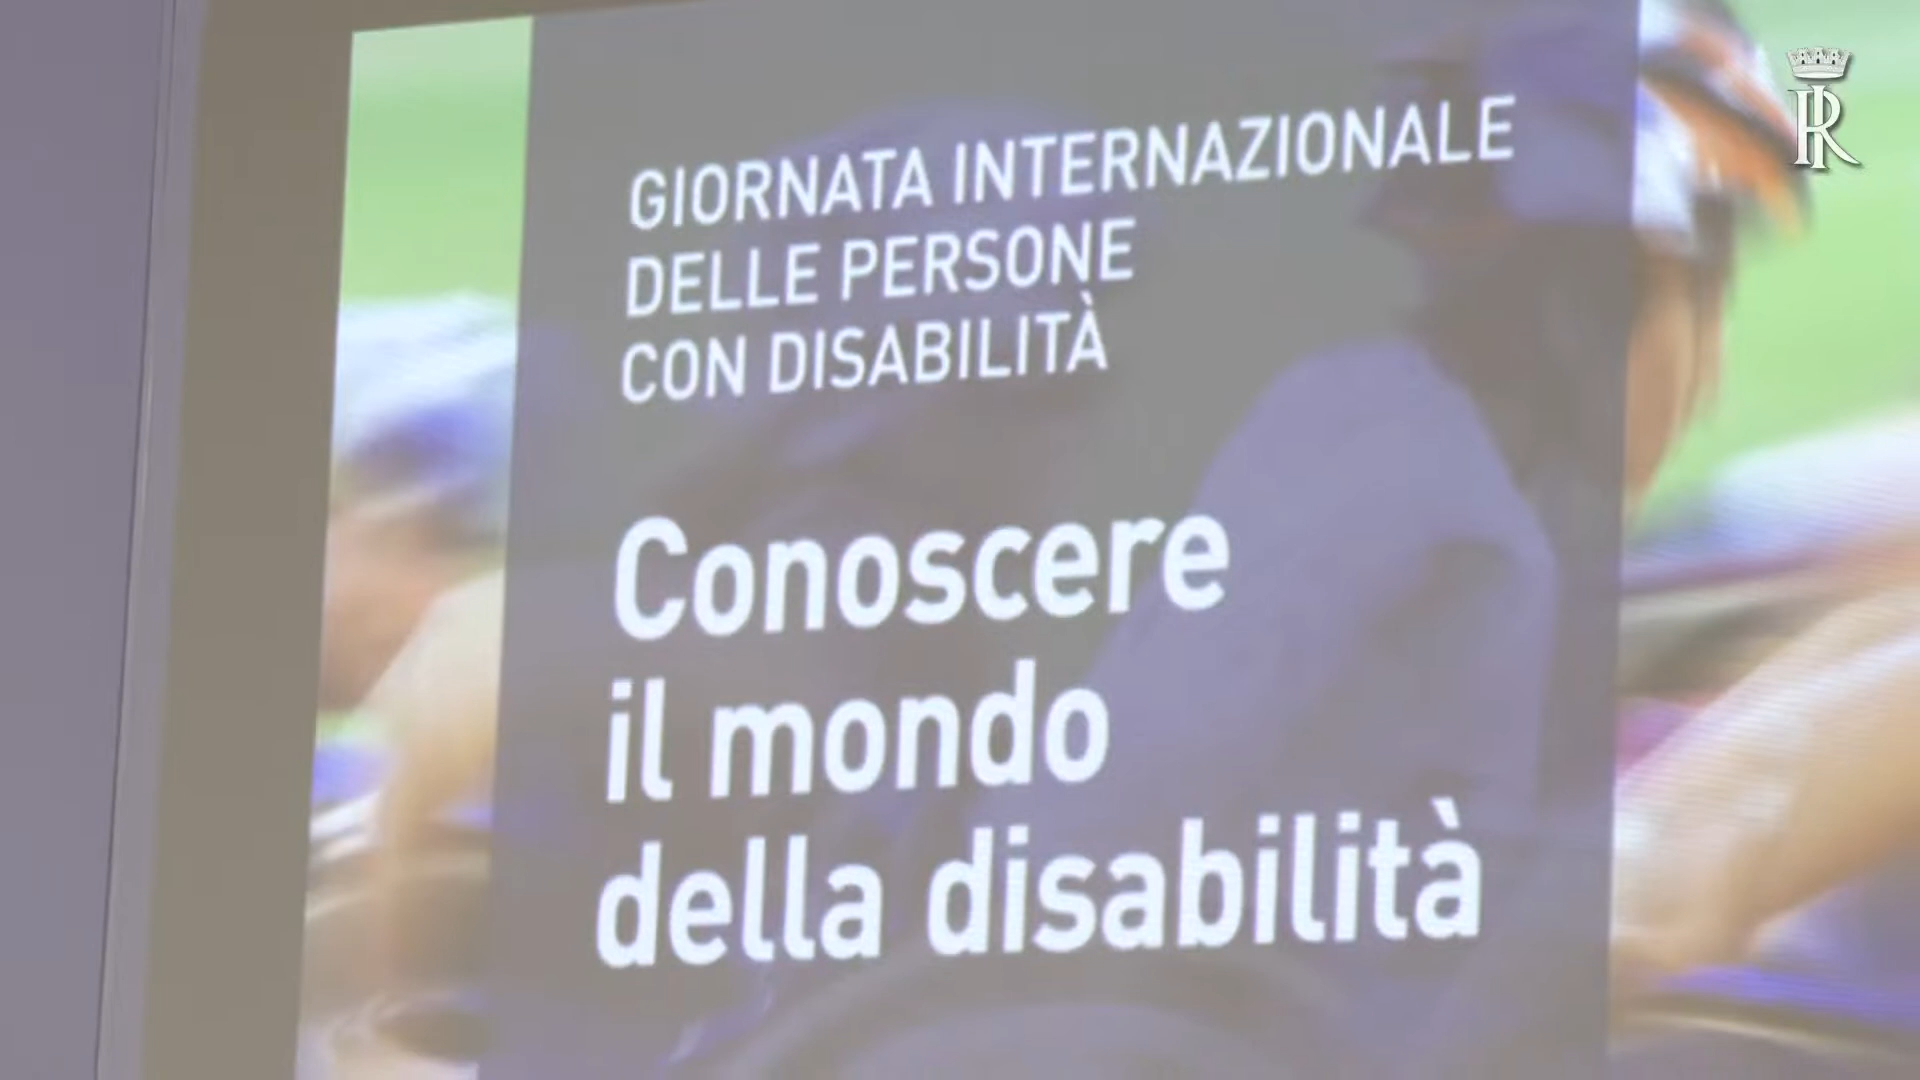 GIORNATA INTERNAZIONALE
DELLE PERSONE
CON DISABILITÀ
Conoscere
il mondo
della disabilità